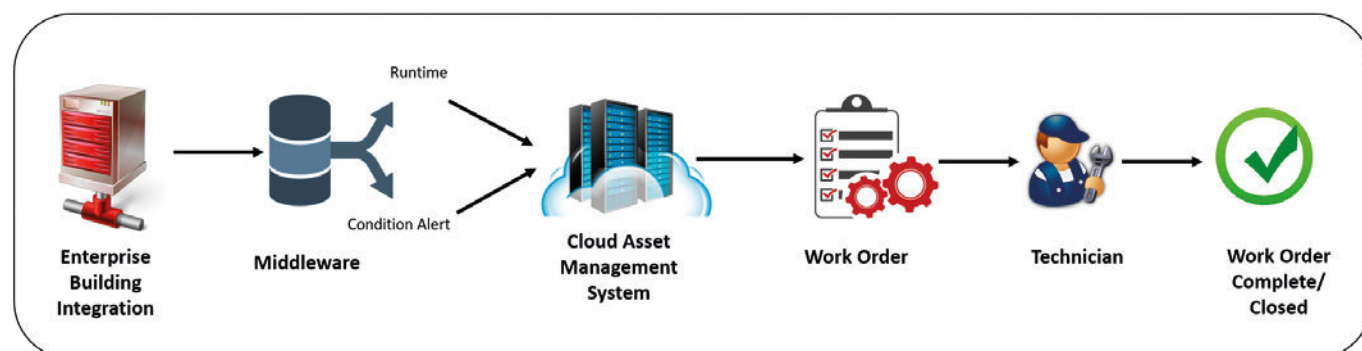 Runtime
Condition Alert
Enterprise
Building
Integration
Middleware
Cloud Asset
Management
System
Work Order
Technician
Work Order
Complete/
Closed